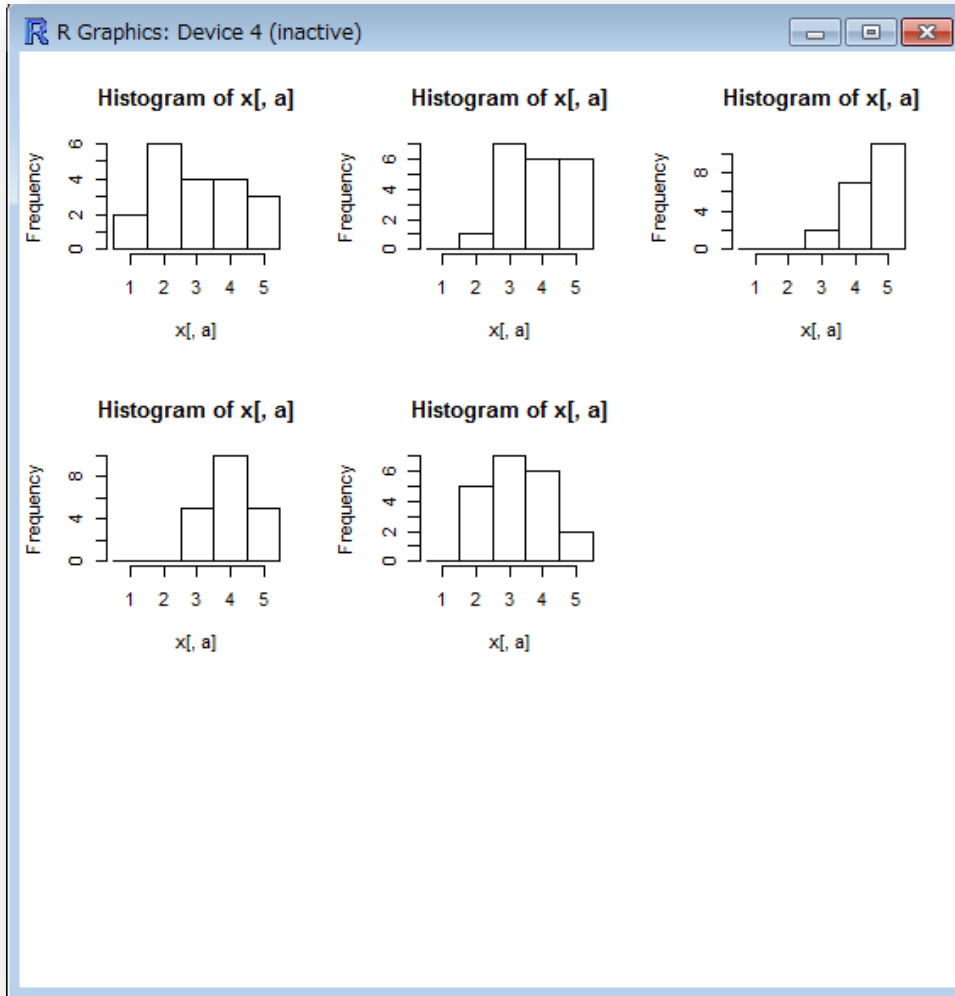 R Graphics: Device 4 (inactive)
Histogram of x[, a]
Frequency
0 2 4 6
1 2 3 4 5
x[, a]
Histogram of x[, a]
Frequency
0 2 4 6
1 2 3 4 5
x[, a]
Histogram of x[, a]
Frequency
0 4 8
1 2 3 4 5
x[, a]
Histogram of x[, a]
Frequency
0 4 8
1 2 3 4 5
x[, a]
Histogram of x[, a]
Frequency
0 2 4 6
1 2 3 4 5
x[, a]